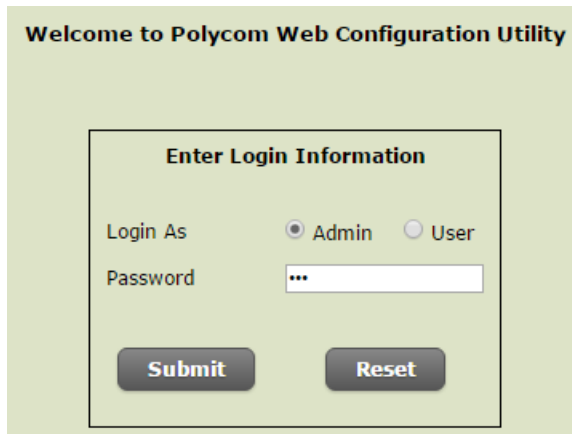 Welcome to Polycom Web Configuration Utility
Enter Login Information
Login As Admin User
Password •••
Submit Reset